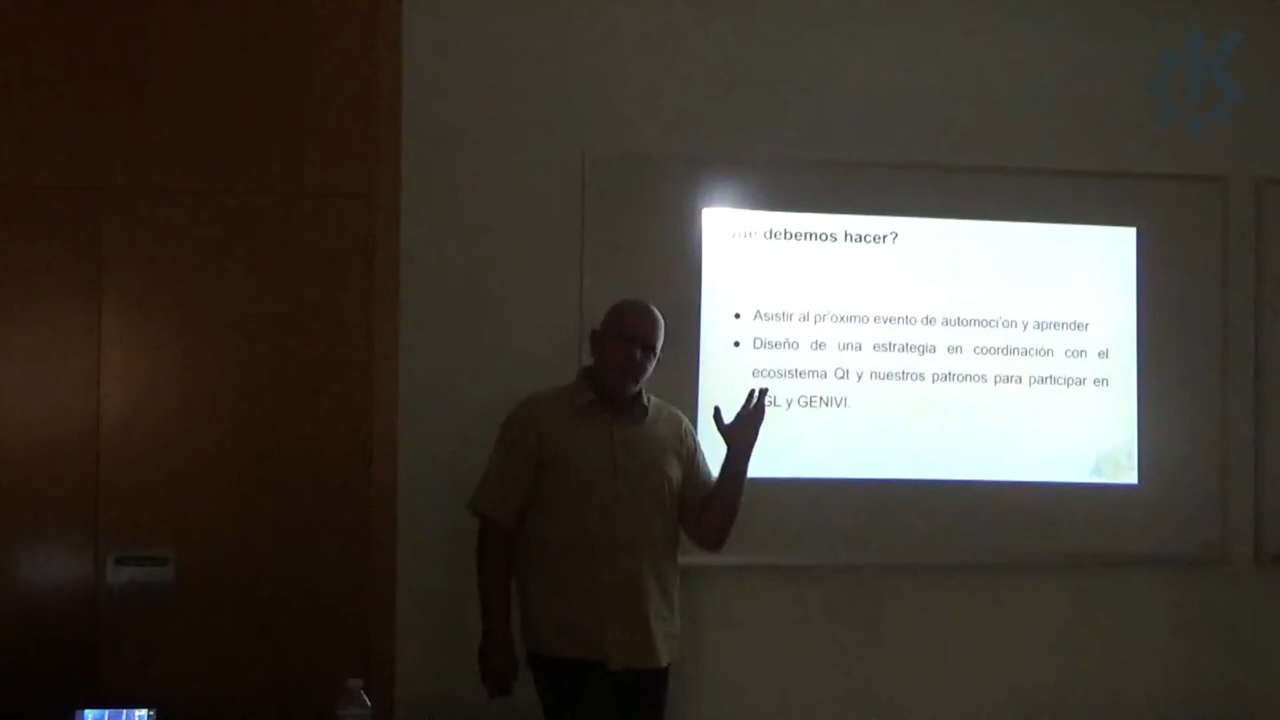 debemos hacer?
Asistir al pr'oximo evento de automoci'on y aprender
Diseño de una estrategia en coordinación con el
ecosistema Qt y nuestros patronos para participar en
y GENIVI.
K